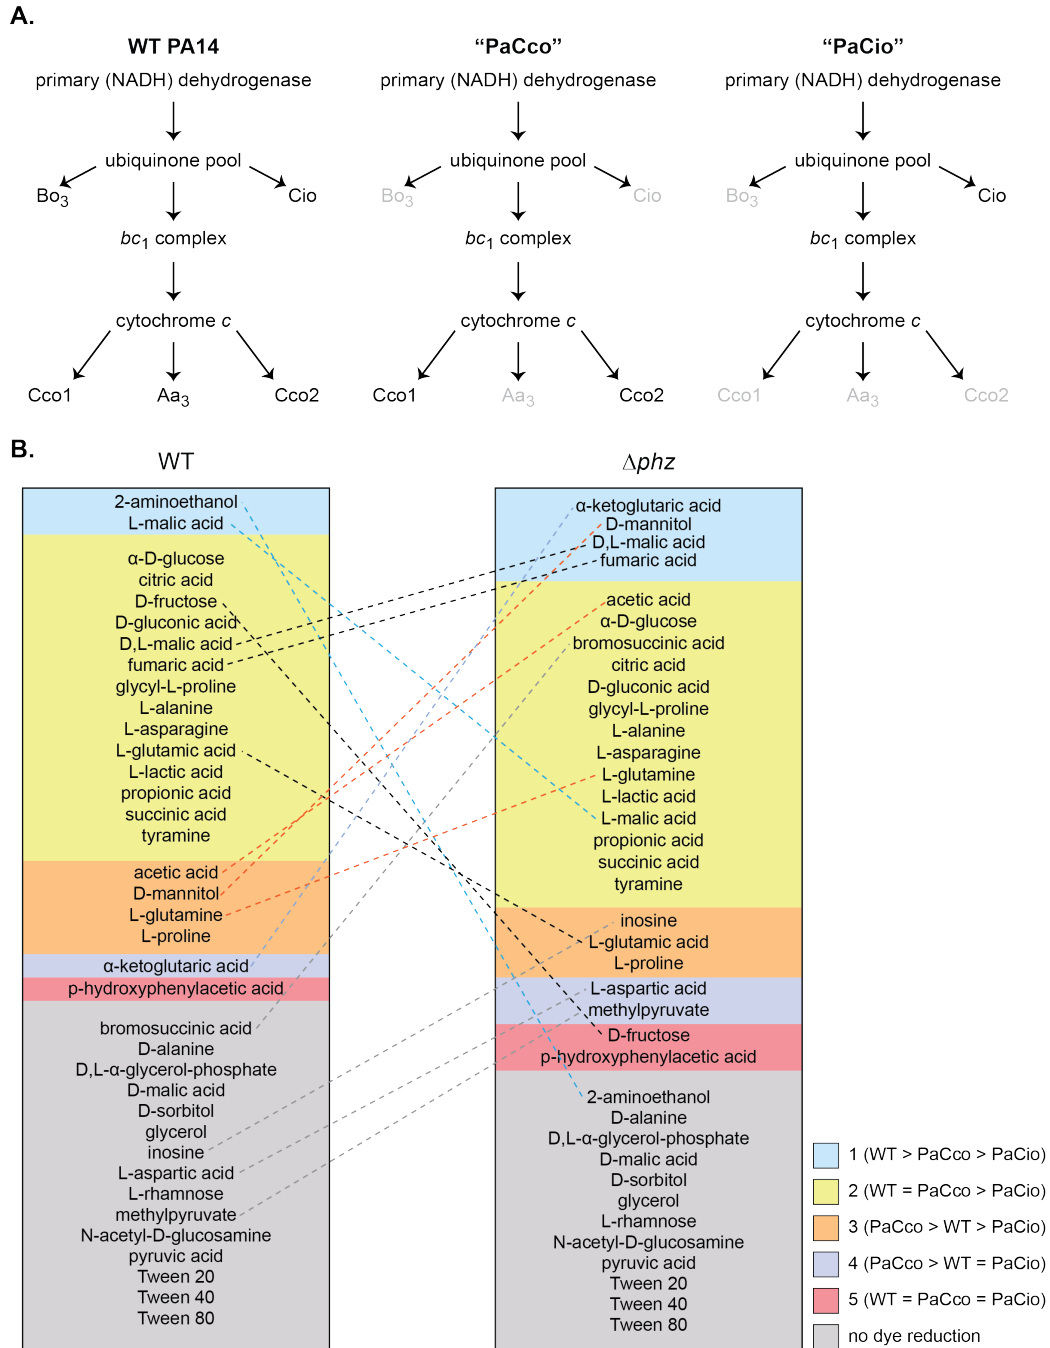 A.
WT PA14
“PaCco”
“PaCio”
primary (NADH) dehydrogenase
primary (NADH) dehydrogenase
primary (NADH) dehydrogenase
ubiquinone pool
ubiquinone pool
ubiquinone pool
Bo3
Cio
Bo3
Cio
Bo3
Cio
bc1 complex
bc1 complex
bc1 complex
cytochrome c
cytochrome c
cytochrome c
Cco1
Aa3
Cco2
Cco1
Aa3
Cco2
Cco1
Aa3
Cco2
B.
WT
2-aminoethanol
L-malic acid
α-D-glucose
citric acid
D-fructose
D-gluconic acid
D,L-malic acid
fumaric acid
glycyl-L-proline
L-alanine
L-asparagine
L-glutamic acid
L-lactic acid
propionic acid
succinic acid
tyramine
acetic acid
D-mannitol
L-glutamine
L-proline
α-ketoglutaric acid
p-hydroxyphenylacetic acid
bromosuccinic acid
D-alanine
D,L-α-glycerol-phosphate
D-malic acid
D-sorbitol
glycerol
inosine
L-aspartic acid
L-rhamnose
methylpyruvate
N-acetyl-D-glucosamine
pyruvic acid
Tween 20
Tween 40
Tween 80
Δphz
α-ketoglutaric acid
D-mannitol
D,L-malic acid
fumaric acid
acetic acid
α-D-glucose
bromosuccinic acid
citric acid
D-gluconic acid
glycyl-L-proline
L-alanine
L-asparagine
L-glutamine
L-lactic acid
L-malic acid
propionic acid
succinic acid
tyramine
inosine
L-glutamic acid
L-proline
L-aspartic acid
methylpyruvate
D-fructose
p-hydroxyphenylacetic acid
2-aminoethanol
D-alanine
D,L-α-glycerol-phosphate
D-malic acid
D-sorbitol
glycerol
L-rhamnose
N-acetyl-D-glucosamine
pyruvic acid
Tween 20
Tween 40
Tween 80
1 (WT > PaCco > PaCio)
2 (WT = PaCco > PaCio)
3 (PaCco > WT > PaCio)
4 (PaCco > WT = PaCio)
5 (WT = PaCco = PaCio)
no dye reduction